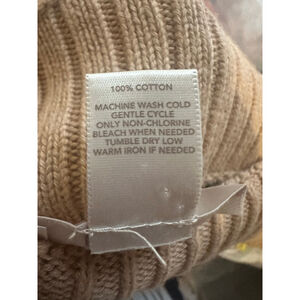 100% COTTON
MACHINE WASH COLD
GENTLE CYCLE
ONLY NON-CHLORINE
BLEACH WHEN NEEDED
TUMBLE DRY LOW
WARM IRON IF NEEDED